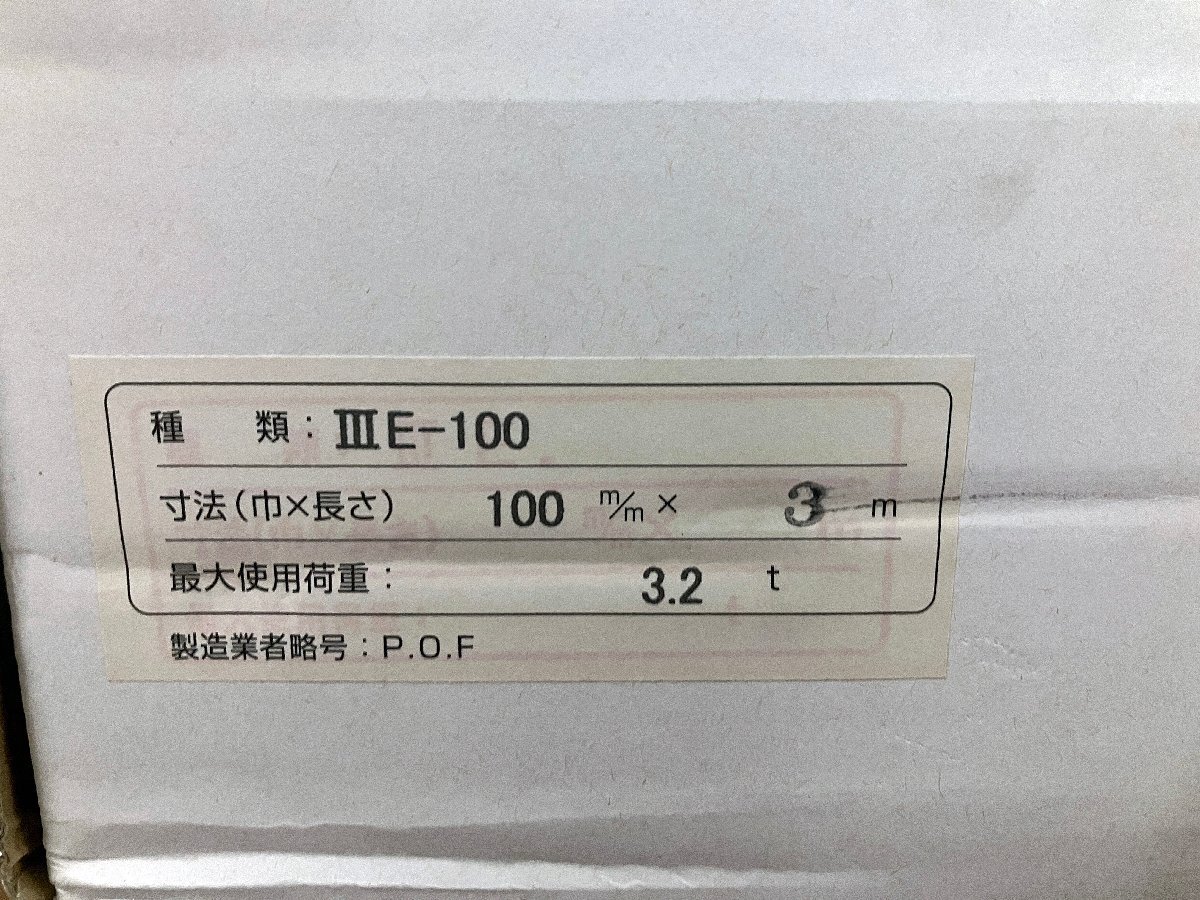 種 類：ⅢE-100
寸法（巾×長さ） 100 m/m × 3 m
最大使用荷重： 3.2 t
製造業者略号：P.O.F